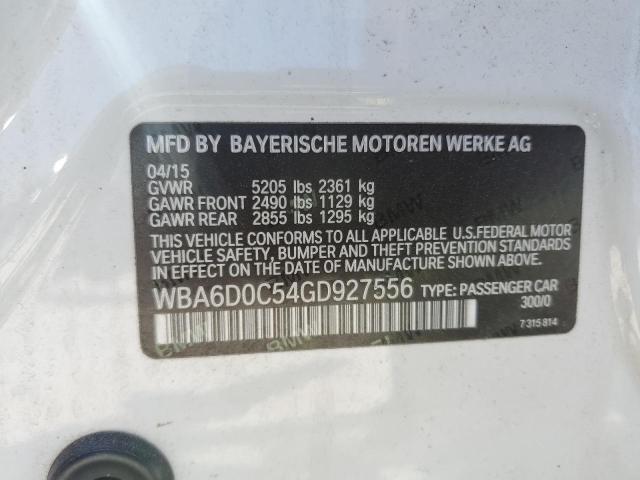 MFD BY BAYERISCHE MOTOREN WERKE AG
04/15
GVWR 5205 lbs 2361 kg
GAWR FRONT 2490 lbs 1129 kg
GAWR REAR 2855 lbs 1295 kg
THIS VEHICLE CONFORMS TO ALL APPLICABLE U.S.FEDERAL MOTOR
VEHICLE SAFETY, BUMPER AND THEFT PREVENTION STANDARDS
IN EFFECT ON THE DATE OF MANUFACTURE SHOWN ABOVE.
WBA6D0C54GD927556 TYPE: PASSENGER CAR
300/0
7 315 814